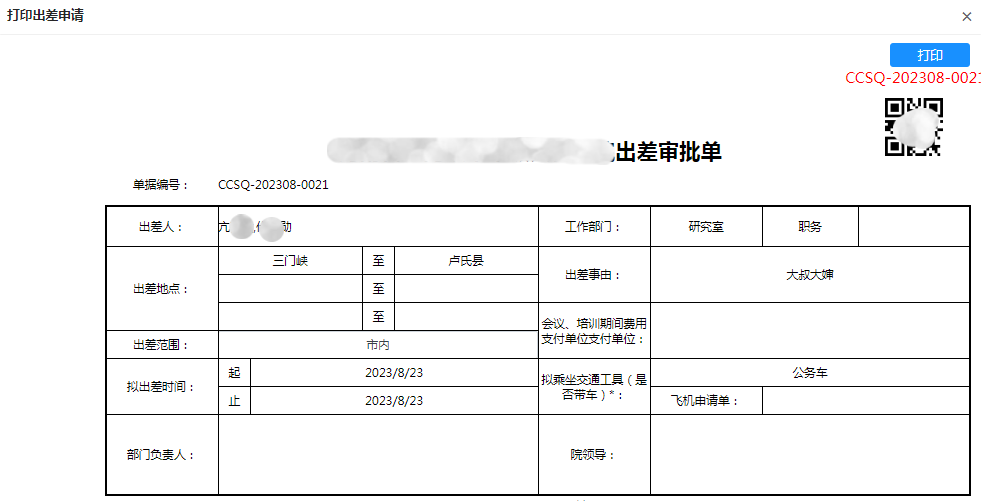 打印出差申请
×
打印
CCSQ-202308-0021
出差审批单
单据编号： CCSQ-202308-0021
出差人： 亢 , 勋 工作部门： 研究室 职务
出差地点： 三门峡 至 卢氏县 出差事由： 大叔大婶
至
至 会议、培训期间费用
支付单位支付单位：
出差范围： 市内
拟出差时间： 起 2023/8/23 拟乘坐交通工具（是
否带车）*： 公务车
止 2023/8/23 飞机申请单：
部门负责人： 院领导：